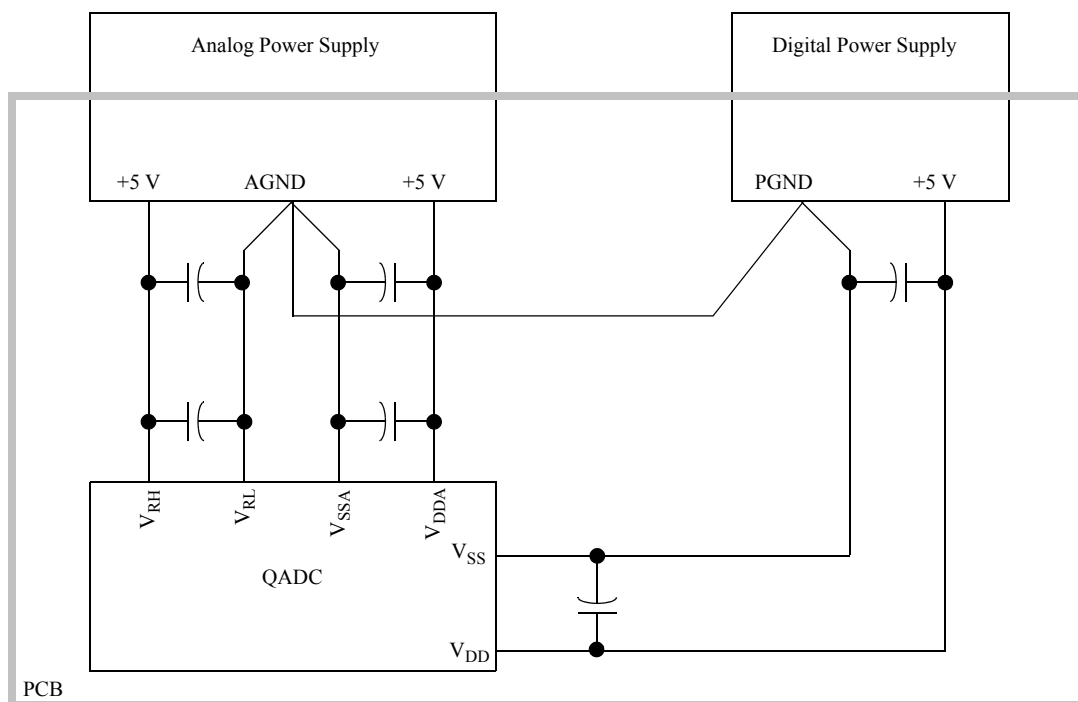 Analog Power Supply
Digital Power Supply
+5 V
AGND
+5 V
PGND
+5 V
VRH
VRL
VSSA
VDDA
VSS
QADC
VDD
PCB